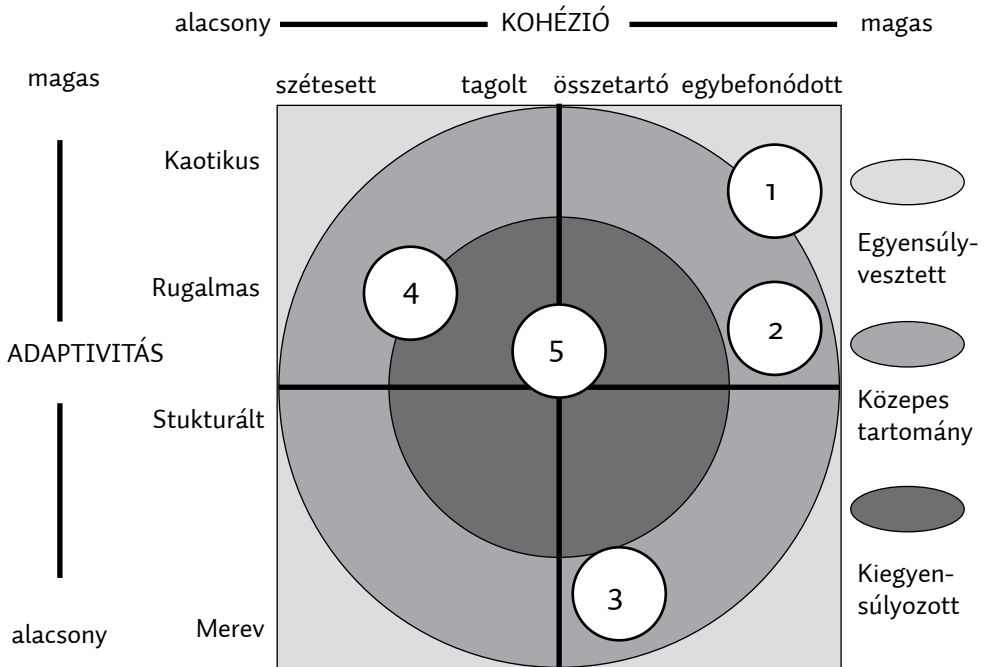 alacsony KOHÉZIÓ magas
magas
szétesett tagolt összetartó egybefonódott
Kaotikus
1
Egyensúly-
vesztett
Rugalmas
4
2
5
ADAPTIVITÁS
Közepes
tartomány
Stukturált
Kiegyen-
súlyozott
3
Merev
alacsony